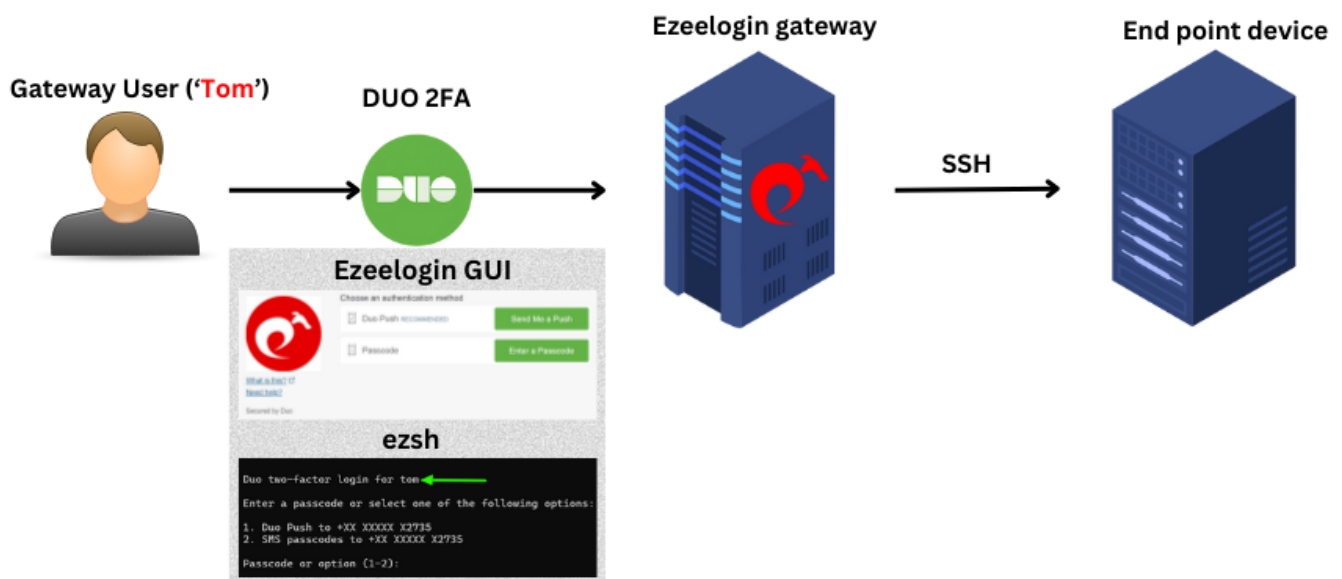 Ezeelogin gateway
End point device
Gateway User (‘Tom’)
DUO 2FA
DUO
SSH
Ezeelogin GUI
Choose an authentication method
Duo Push RECOMMENDED
Send Me a Push
Passcode
Enter a Passcode
What is this?
Need help?
Secured by Duo
ezsh
Duo two-factor login for tom
Enter a passcode or select one of the following options:
1. Duo Push to +XX XXXXX X2735
2. SMS passcodes to +XX XXXXX X2735
Passcode or option (1-2):